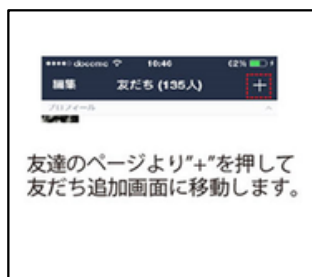 docomo 10:46 62%
編集 友だち (135人) +
プロフィール
友達のページより"+"を押して
友だち追加画面に移動します。